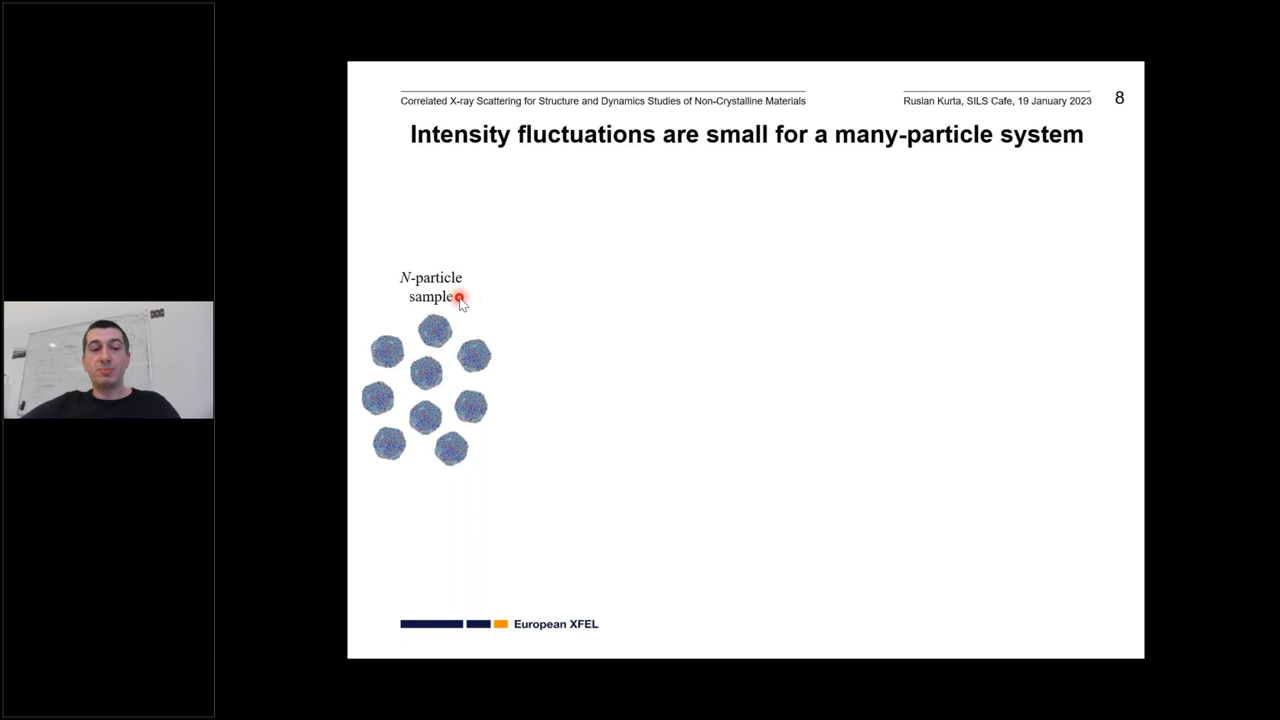 Correlated X-ray Scattering for Structure and Dynamics Studies of Non-Crystalline Materials
Ruslan Kurta, SILS Cafe, 19 January 2023
8
Intensity fluctuations are small for a many-particle system
N-particle
sample
European XFEL